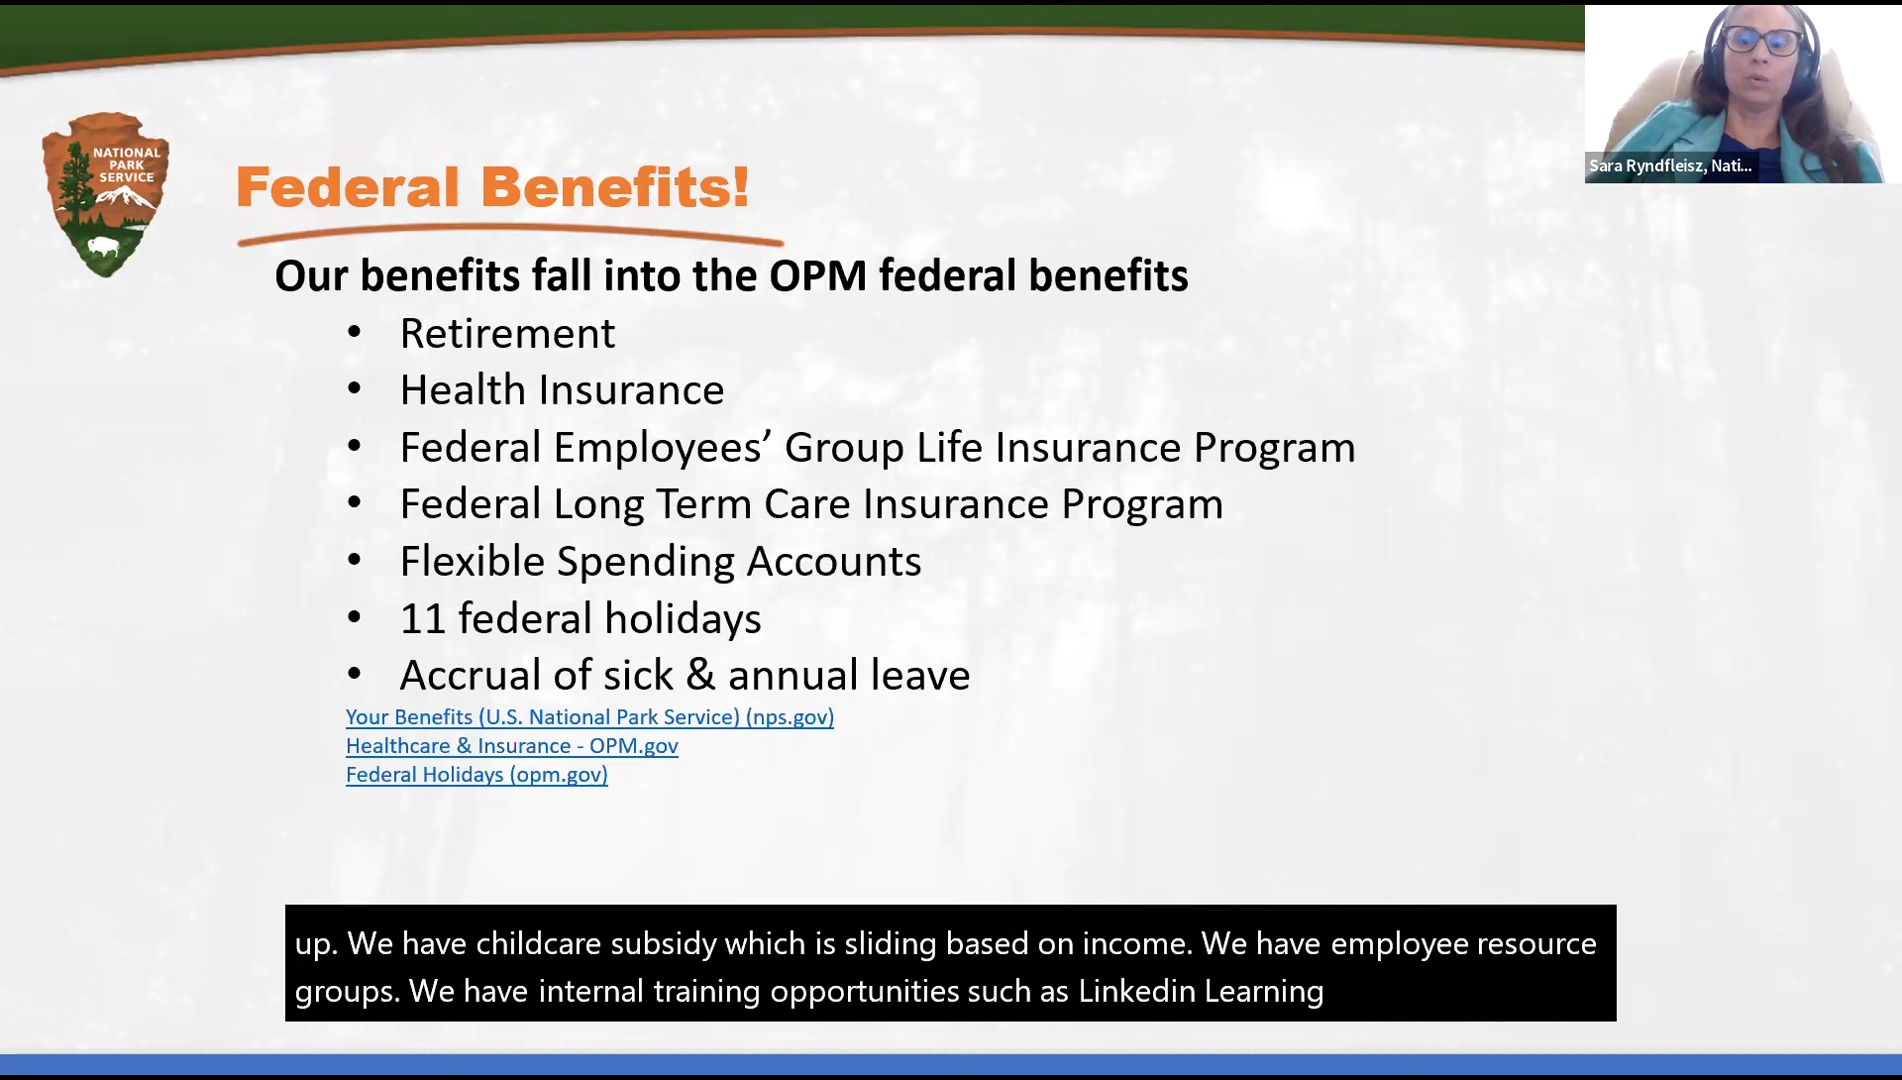 Sara Ryndfleisz, Nati...
NATIONAL
PARK
SERVICE
Federal Benefits!
Our benefits fall into the OPM federal benefits
• Retirement
• Health Insurance
• Federal Employees’ Group Life Insurance Program
• Federal Long Term Care Insurance Program
• Flexible Spending Accounts
• 11 federal holidays
• Accrual of sick & annual leave
Your Benefits (U.S. National Park Service) (nps.gov)
Healthcare & Insurance - OPM.gov
Federal Holidays (opm.gov)
up. We have childcare subsidy which is sliding based on income. We have employee resource
groups. We have internal training opportunities such as Linkedin Learning